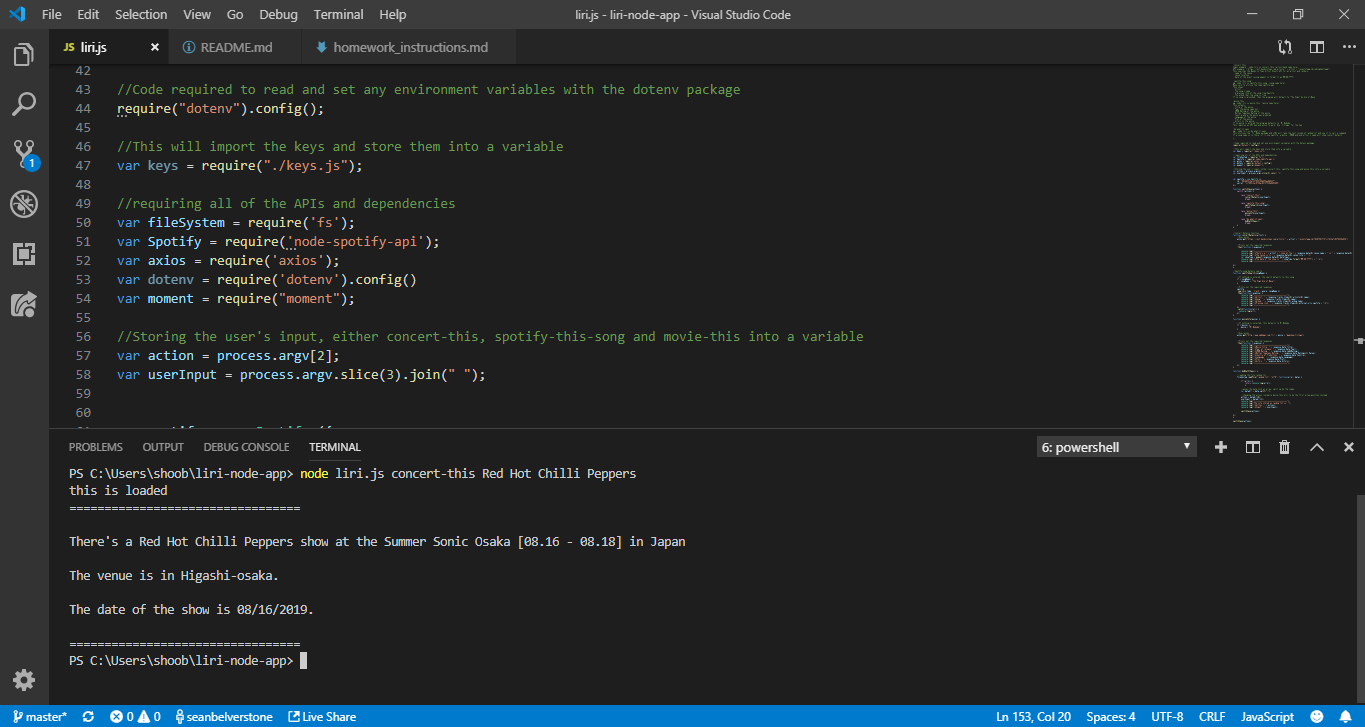 File Edit Selection View Go Debug Terminal Help liri.js - liri-node-app - Visual Studio Code
JS liri.js README.md homework_instructions.md
42
43 //Code required to read and set any environment variables with the dotenv package
44 require("dotenv").config();
45
46 //This will import the keys and store them into a variable
47 var keys = require("./keys.js");
48
49 //requiring all of the APIs and dependencies
50 var fileSystem = require('fs');
51 var Spotify = require('node-spotify-api');
52 var axios = require('axios');
53 var dotenv = require('dotenv').config()
54 var moment = require("moment");
55
56 //Storing the user's input, either concert-this, spotify-this-song and movie-this into a variable
57 var action = process.argv[2];
58 var userInput = process.argv.slice(3).join(" ");
59
60
1
PROBLEMS OUTPUT DEBUG CONSOLE TERMINAL 6: powershell
PS C:\Users\shoob\liri-node-app> node liri.js concert-this Red Hot Chilli Peppers
this is loaded
=================================
There's a Red Hot Chilli Peppers show at the Summer Sonic Osaka [08.16 - 08.18] in Japan
The venue is in Higashi-osaka.
The date of the show is 08/16/2019.
=================================
PS C:\Users\shoob\liri-node-app>
master* 0 0 seanbelverstone Live Share Ln 153, Col 20 Spaces: 4 UTF-8 CRLF JavaScript